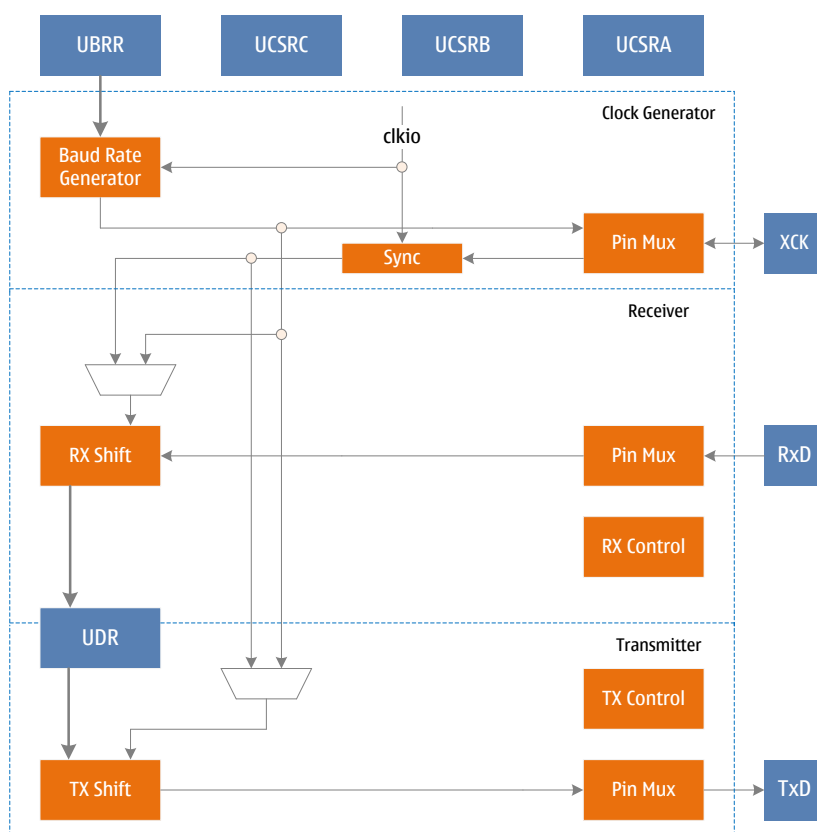 UBRR
UCSRC
UCSRB
UCSRA
Clock Generator
clkio
Baud Rate
Generator
Pin Mux
XCK
Sync
Receiver
RX Shift
Pin Mux
RxD
RX Control
UDR
Transmitter
TX Control
TX Shift
Pin Mux
TxD